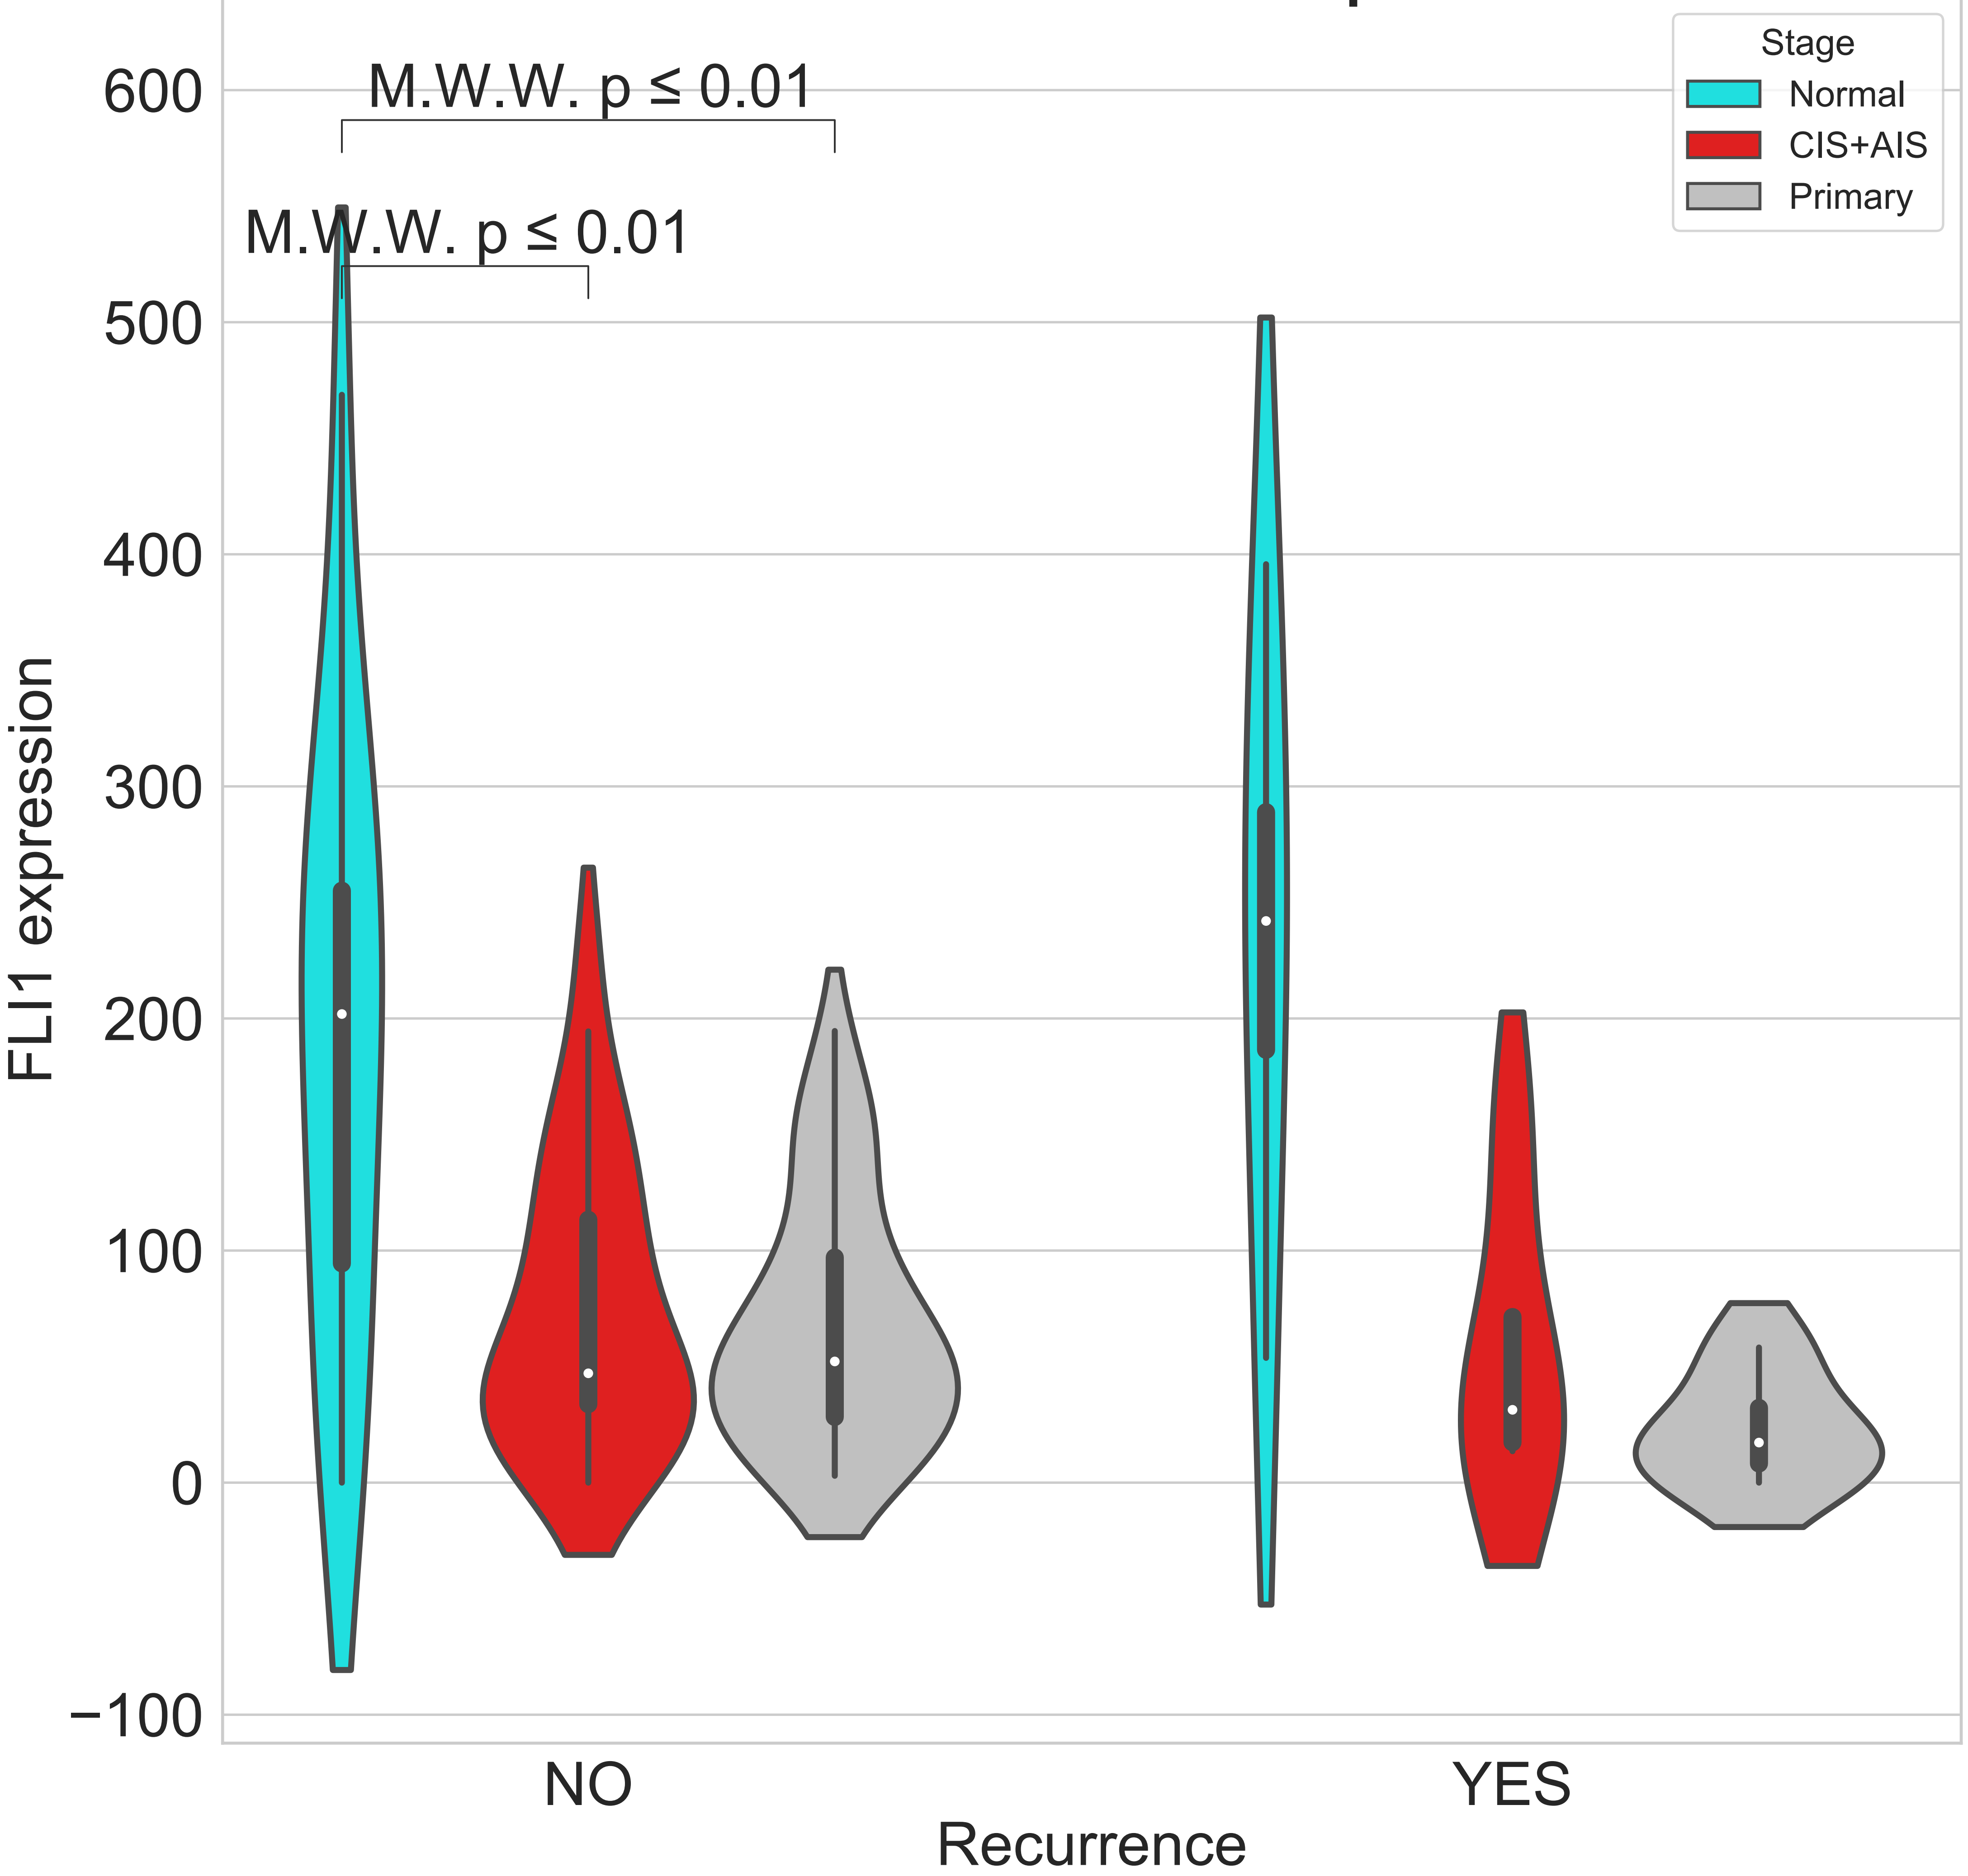 Stage
Normal
CIS+AIS
Primary
M.W.W. p ≤ 0.01
M.W.W. p ≤ 0.01
600
500
400
300
200
100
0
−100
FLI1 expression
NO
YES
Recurrence